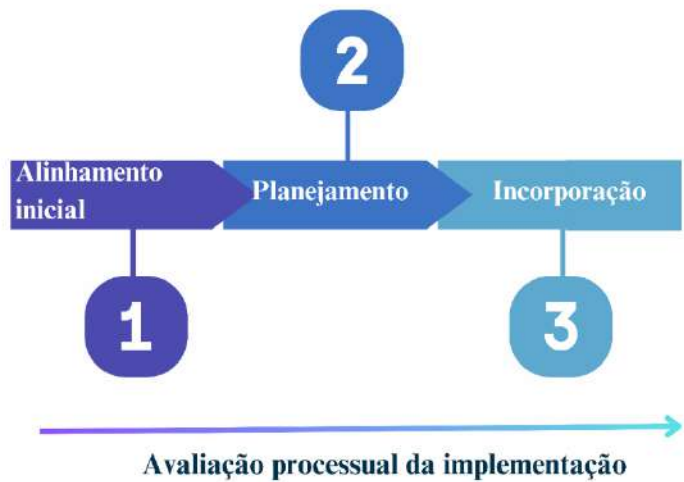 2
Alinhamento
inicial
Planejamento
Incorporação
1
3
Avaliação processual da implementação